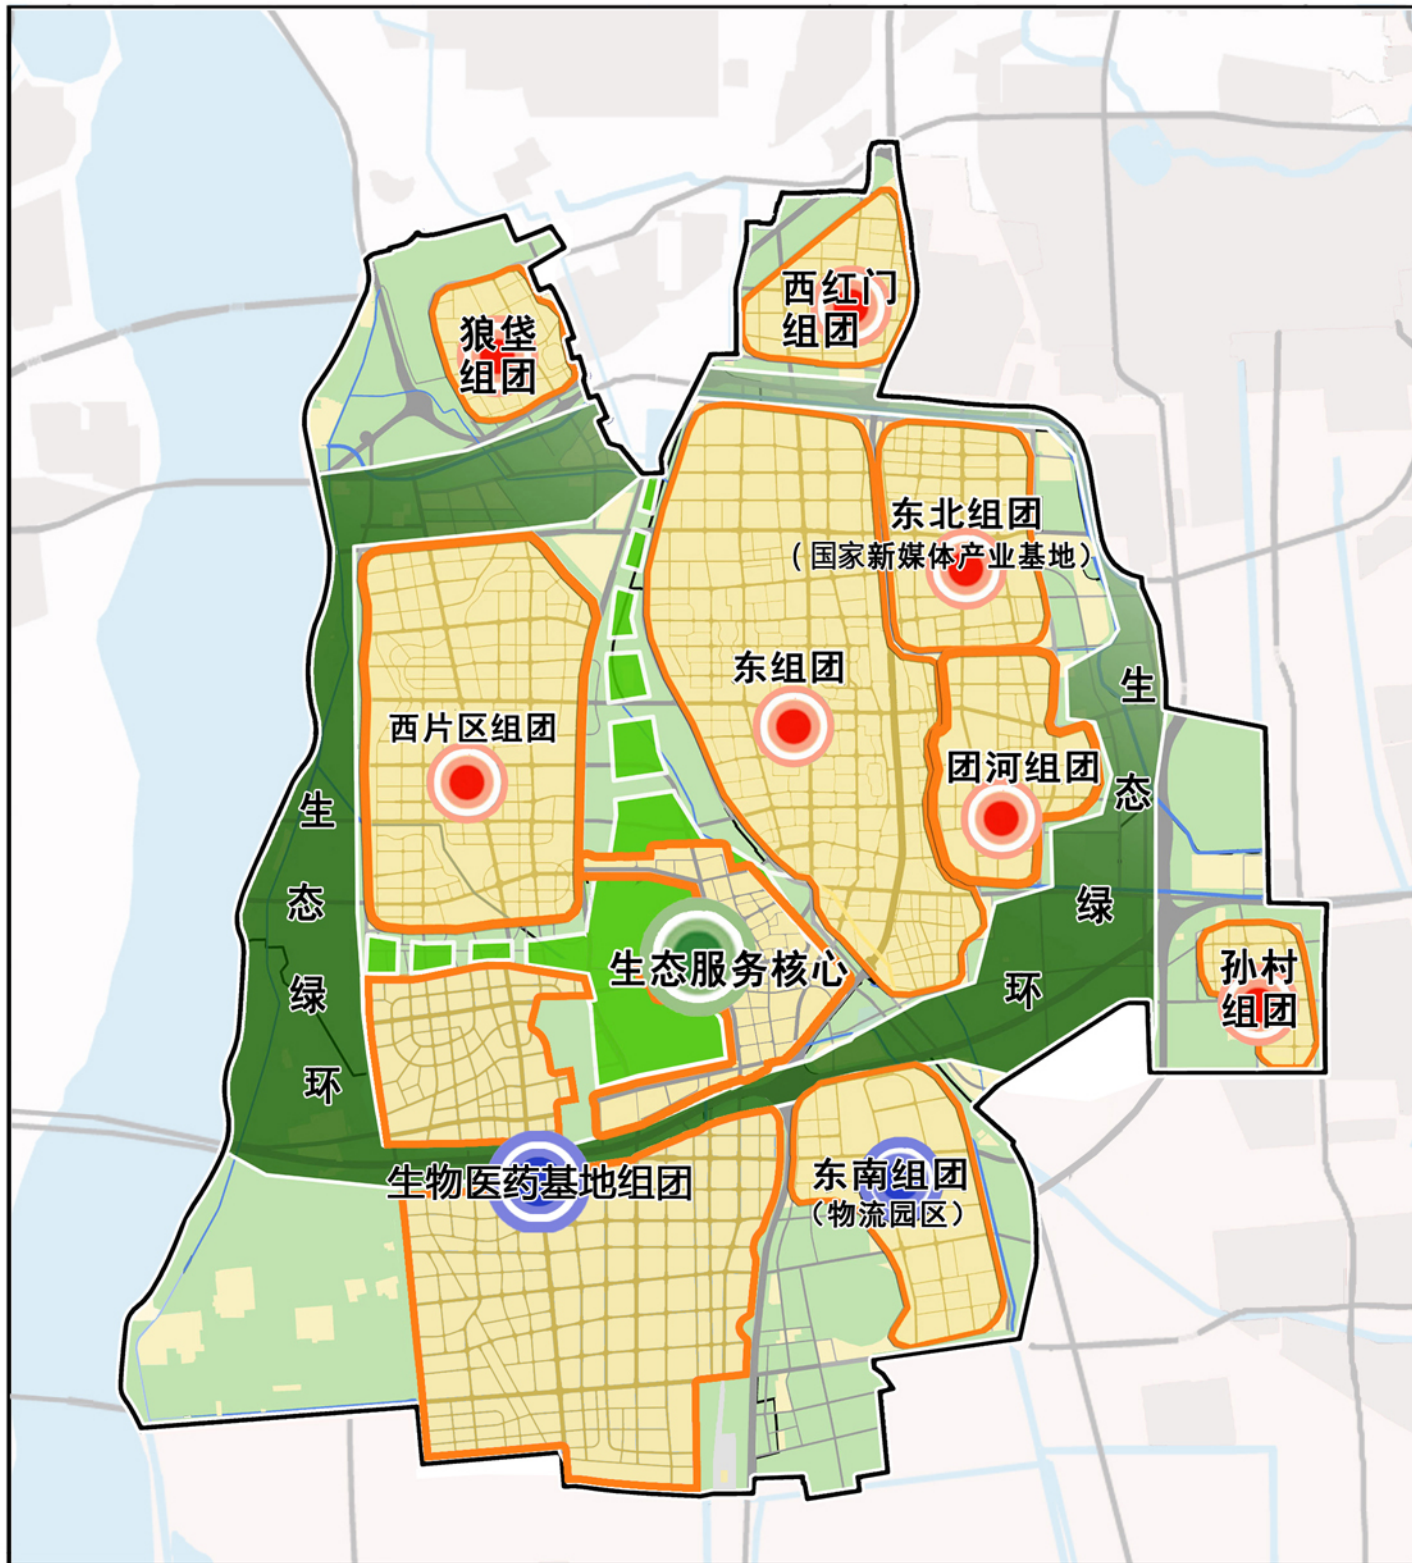 西红门
组团
狼垡
组团
东北组团
(国家新媒体产业基地)
东组团
西片区组团
团河组团
生态绿环
生态绿环
生态服务核心
孙村
组团
生物医药基地组团
东南组团
(物流园区)